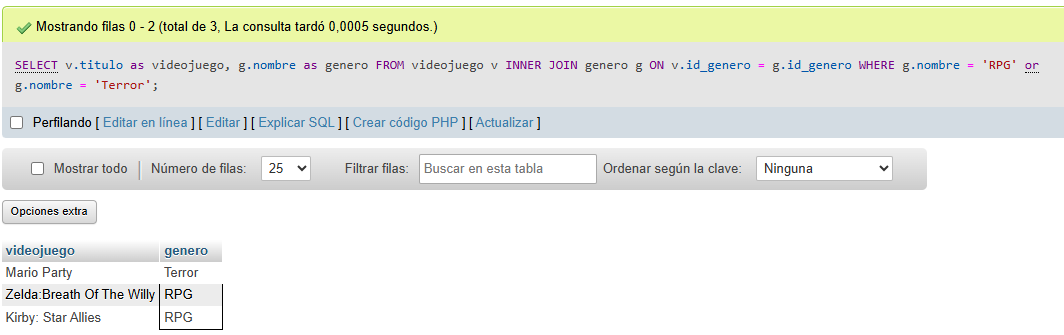 Mostrando filas 0 - 2 (total de 3, La consulta tardó 0,0005 segundos.)
SELECT v.titulo as videojuego, g.nombre as genero FROM videojuego v INNER JOIN genero g ON v.id_genero = g.id_genero WHERE g.nombre = 'RPG' or
g.nombre = 'Terror';
Perfilando [ Editar en línea ] [ Editar ] [ Explicar SQL ] [ Crear código PHP ] [ Actualizar ]
Mostrar todo | Número de filas: 25 Filtrar filas: Buscar en esta tabla Ordenar según la clave: Ninguna
Opciones extra
videojuego genero
Mario Party Terror
Zelda:Breath Of The Willy RPG
Kirby: Star Allies RPG